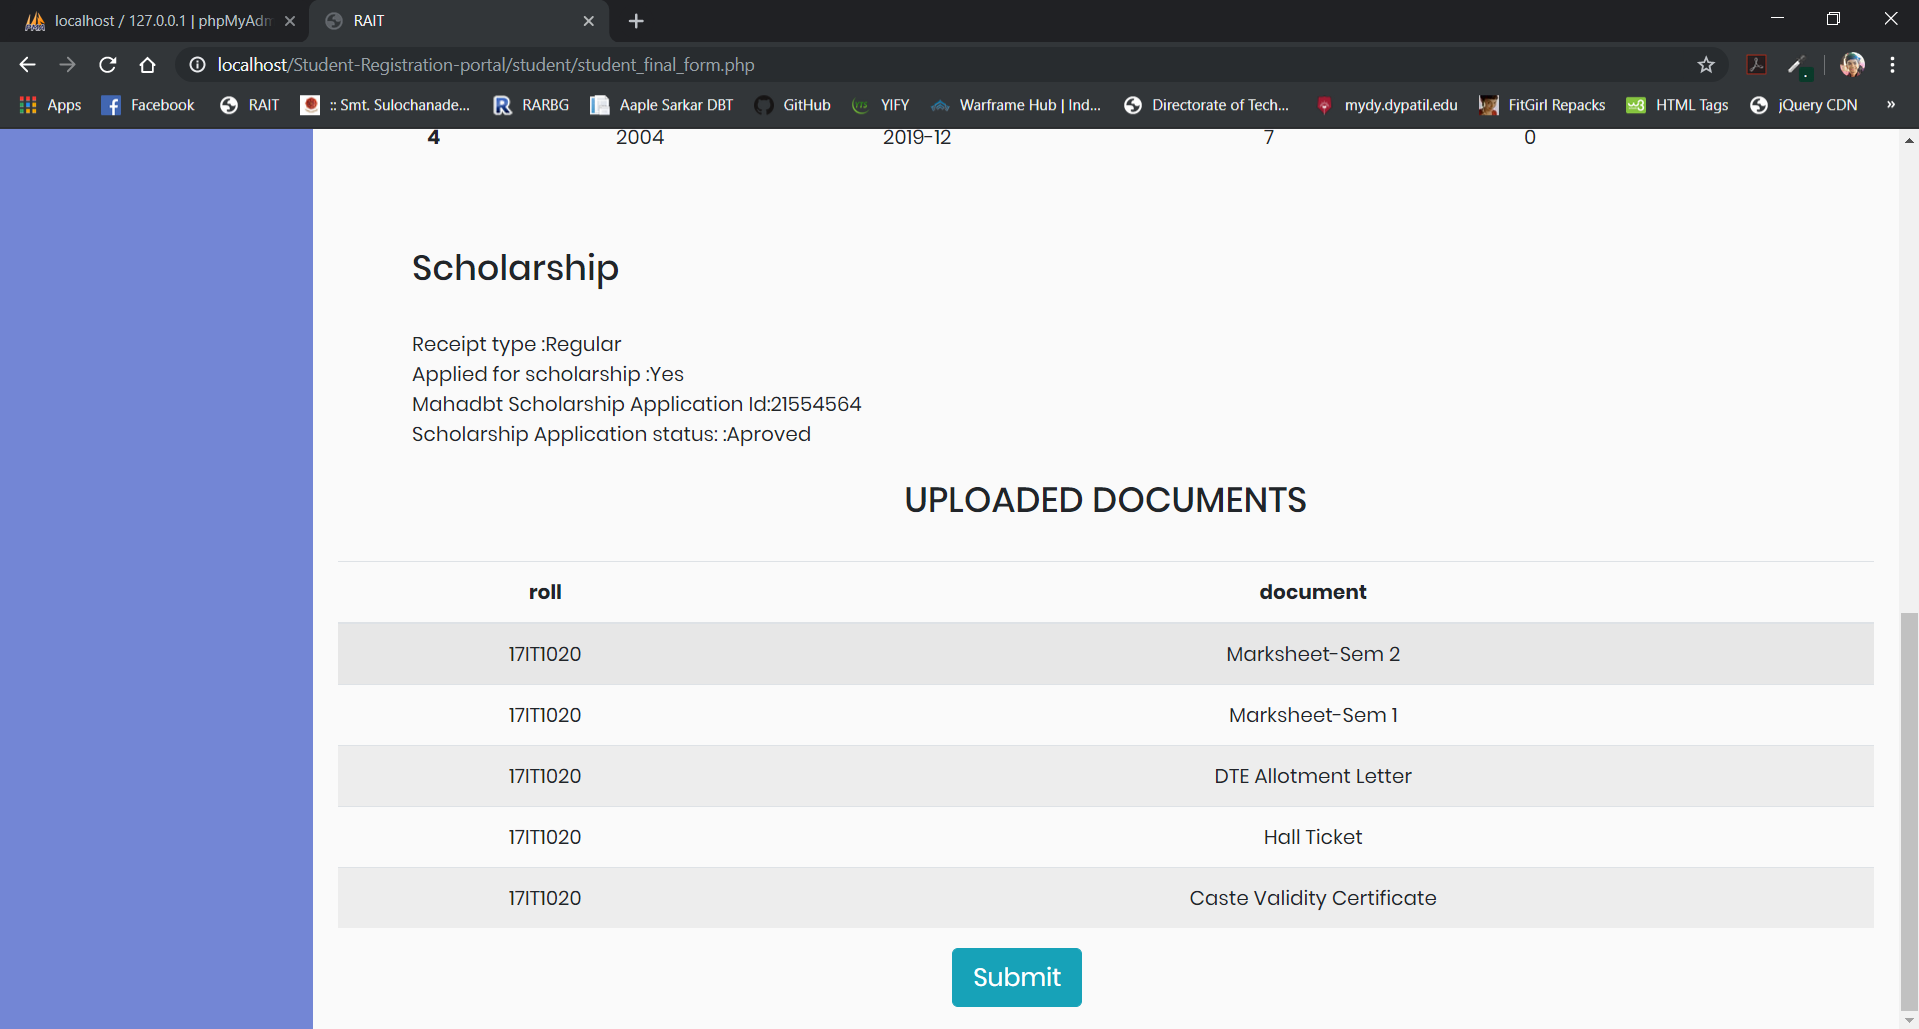 localhost / 127.0.0.1 | phpMyAdm
RAIT
localhost/Student-Registration-portal/student/student_final_form.php
Apps Facebook RAIT :: Smt. Sulochanade... RARBG Aaple Sarkar DBT GitHub YIFY Warframe Hub | Ind... Directorate of Tech... mydy.dypatil.edu FitGirl Repacks HTML Tags jQuery CDN »
4 2004 2019-12 7 0
Scholarship
Receipt type :Regular
Applied for scholarship :Yes
Mahadbt Scholarship Application Id:21554564
Scholarship Application status: :Aproved
UPLOADED DOCUMENTS
roll document
17IT1020 Marksheet-Sem 2
17IT1020 Marksheet-Sem 1
17IT1020 DTE Allotment Letter
17IT1020 Hall Ticket
17IT1020 Caste Validity Certificate
Submit